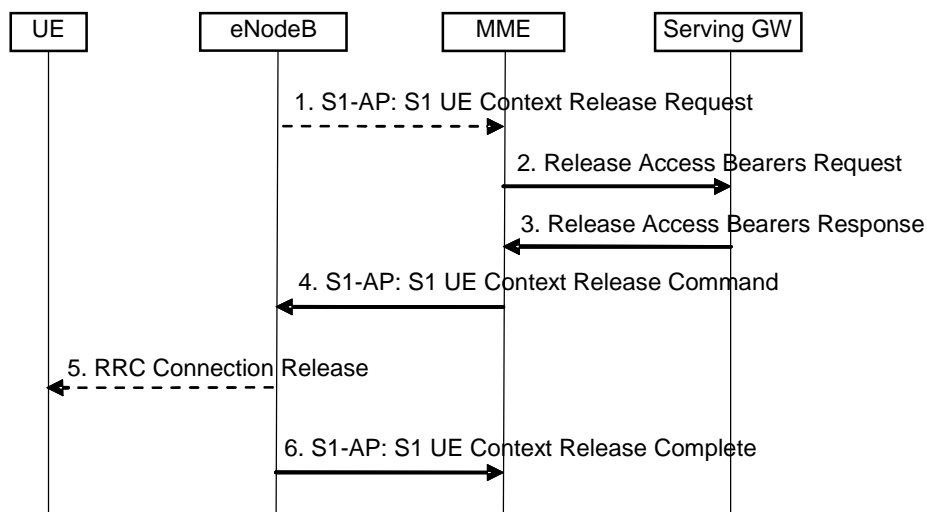 UE
eNodeB
MME
Serving GW
1. S1-AP: S1 UE Context Release Request
2. Release Access Bearers Request
3. Release Access Bearers Response
4. S1-AP: S1 UE Context Release Command
5. RRC Connection Release
6. S1-AP: S1 UE Context Release Complete